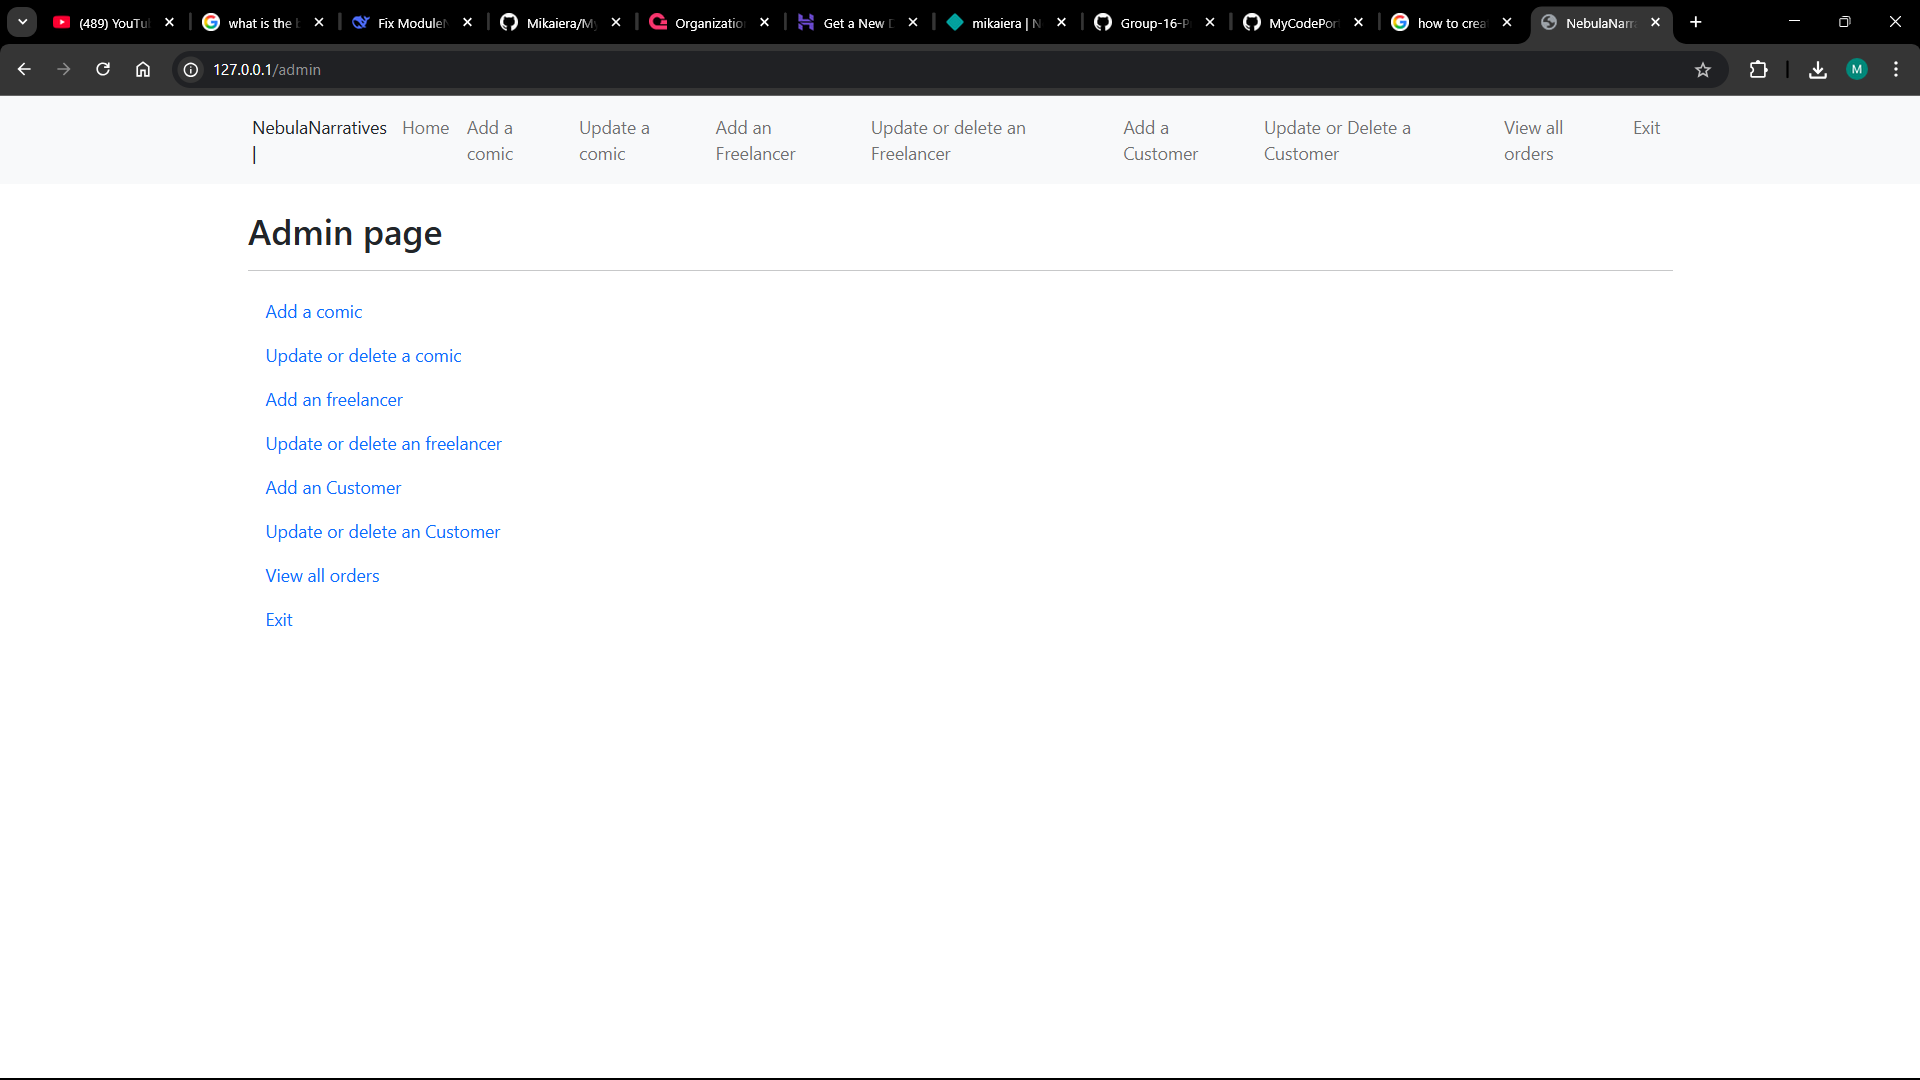 (489) YouTu
what is the b
Fix ModuleN
Mikaiera/My
Organizatio
Get a New D
mikaiera | N
Group-16-P
MyCodePor
how to crea
NebulaNarra
127.0.0.1/admin
M
NebulaNarratives |
Home
Add a
comic
Update a
comic
Add an
Freelancer
Update or delete an
Freelancer
Add a
Customer
Update or Delete a
Customer
View all
orders
Exit
Admin page
Add a comic
Update or delete a comic
Add an freelancer
Update or delete an freelancer
Add an Customer
Update or delete an Customer
View all orders
Exit